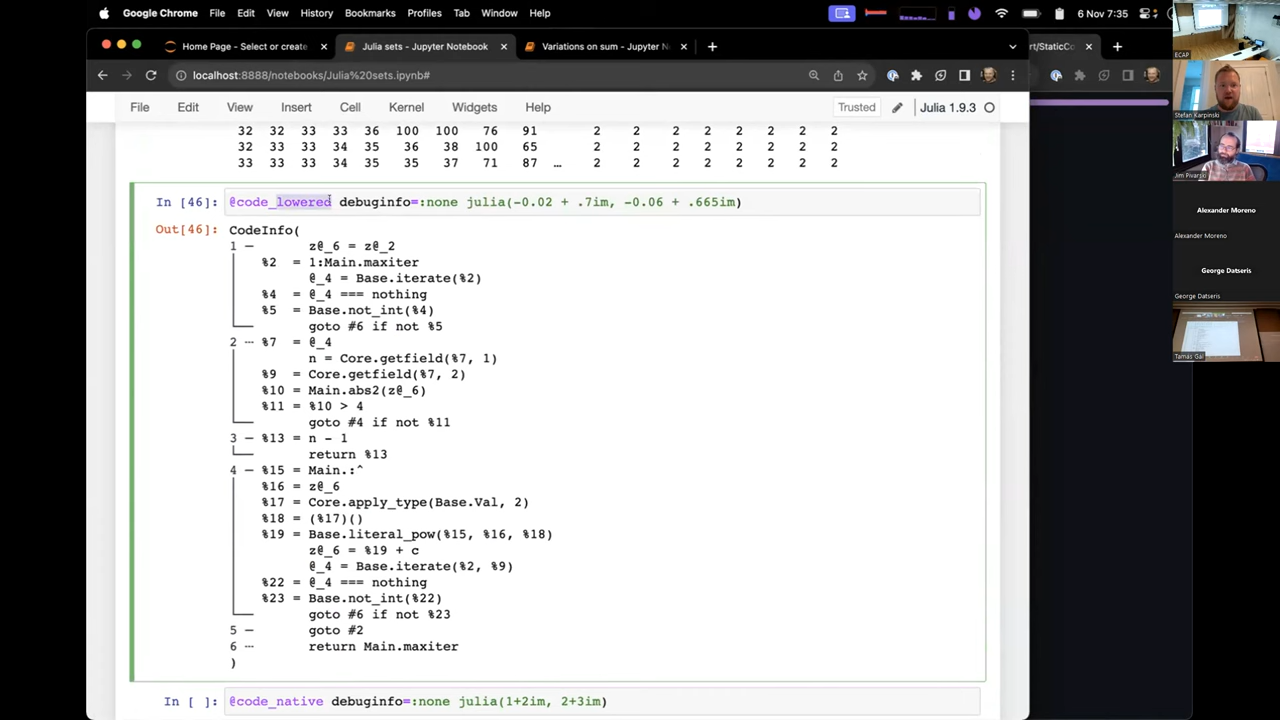 Google Chrome File Edit View History Bookmarks Profiles Tab Window Help 6 Nov 7:35
Home Page - Select or create Julia sets - Jupyter Notebook Variations on sum - Jupyter N rt/StaticCo
localhost:8888/notebooks/Julia%20sets.ipynb#
File Edit View Insert Cell Kernel Widgets Help Trusted Julia 1.9.3
32 32 33 33 36 100 100 76 91 2 2 2 2 2 2 2 2
32 32 33 34 35 36 38 100 65 2 2 2 2 2 2 2 2
33 33 33 34 35 35 37 71 87 … 2 2 2 2 2 2 2 2
In [46]: @code_lowered debuginfo=:none julia(-0.02 + .7im, -0.06 + .665im)
Out[46]: CodeInfo(
1 ─ z@_6 = z@_2
│ %2 = 1:Main.maxiter
│ @_4 = Base.iterate(%2)
│ %4 = @_4 === nothing
│ %5 = Base.not_int(%4)
└── goto #6 if not %5
2 ┄ %7 = @_4
│ n = Core.getfield(%7, 1)
│ %9 = Core.getfield(%7, 2)
│ %10 = Main.abs2(z@_6)
│ %11 = %10 > 4
└── goto #4 if not %11
3 ─ %13 = n - 1
└── return %13
4 ─ %15 = Main.:^
│ %16 = z@_6
│ %17 = Core.apply_type(Base.Val, 2)
│ %18 = (%17)()
│ %19 = Base.literal_pow(%15, %16, %18)
│ z@_6 = %19 + c
│ @_4 = Base.iterate(%2, %9)
│ %22 = @_4 === nothing
│ %23 = Base.not_int(%22)
└── goto #6 if not %23
5 ─ goto #2
6 ┄ return Main.maxiter
)
In [ ]: @code_native debuginfo=:none julia(1+2im, 2+3im)
ECAP
Stefan Karpinski
Jim Pivarski
Alexander Moreno
Alexander Moreno
George Datseris
George Datseris
Tamas Gal